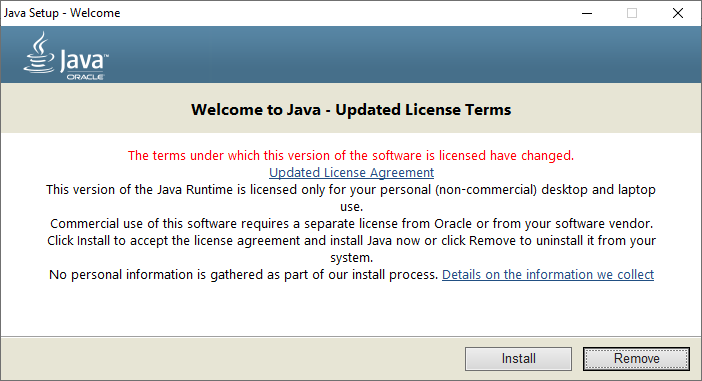 Java Setup - Welcome
Java™
ORACLE
Welcome to Java - Updated License Terms
The terms under which this version of the software is licensed have changed.
Updated License Agreement
This version of the Java Runtime is licensed only for your personal (non-commercial) desktop and laptop
use.
Commercial use of this software requires a separate license from Oracle or from your software vendor.
Click Install to accept the license agreement and install Java now or click Remove to uninstall it from your
system.
No personal information is gathered as part of our install process. Details on the information we collect
Install
Remove